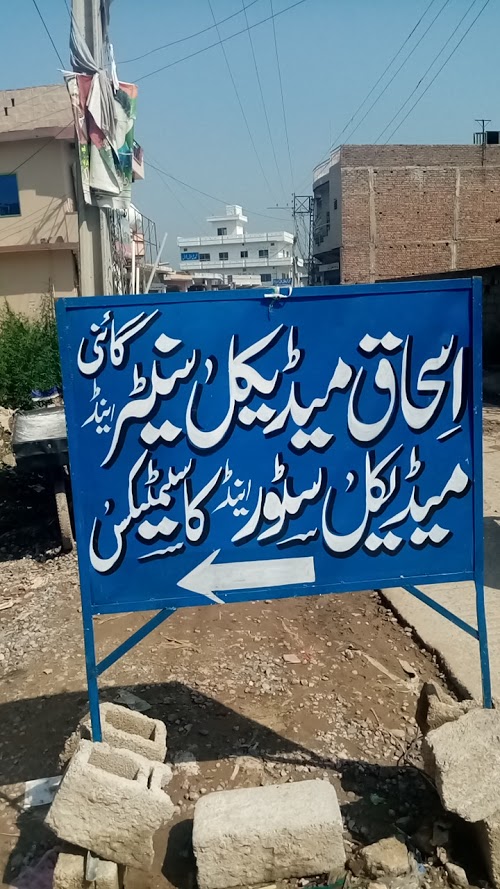 اسحاق میڈیکل سنٹر اینڈ گائنی
میڈیکل سٹور اینڈ کاسمیٹکس